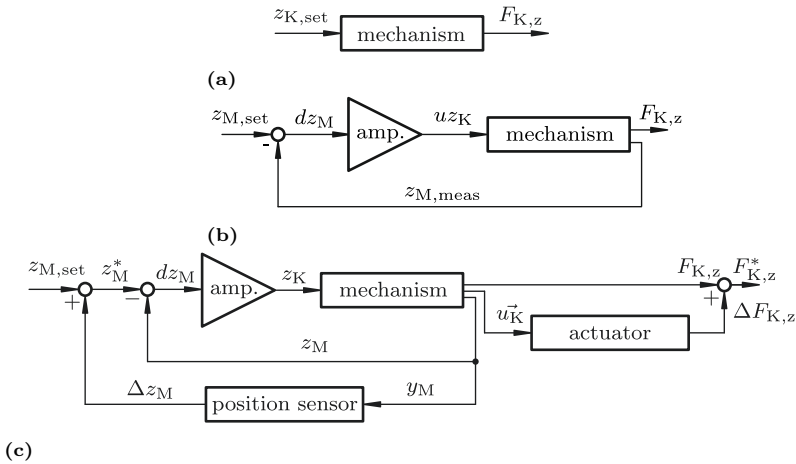 z_K,set mechanism F_K,z
(a)
z_M,set - dz_M amp. uz_K mechanism F_K,z
z_M,meas
(b)
z_M,set + z*_M − dz_M amp. z_K mechanism F_K,z + F*_K,z
u⃗_K actuator ΔF_K,z
z_M
Δz_M position sensor y_M
(c)